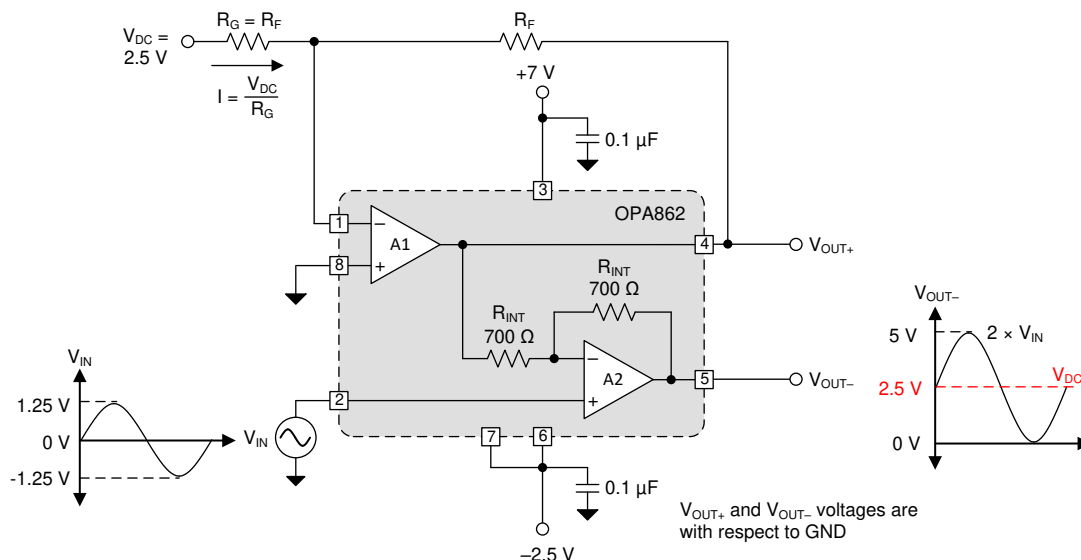 R_G = R_F
R_F
V_DC =
2.5 V
I = V_DC / R_G
+7 V
0.1 µF
3
OPA862
1
−
A1
+
8
4
V_OUT+
R_INT
700 Ω
R_INT
700 Ω
−
A2
+
5
V_OUT–
2
V_IN
7
6
0.1 µF
–2.5 V
V_IN
1.25 V
0 V
-1.25 V
V_OUT–
5 V
2 × V_IN
2.5 V
V_DC
0 V
V_OUT+ and V_OUT– voltages are
with respect to GND